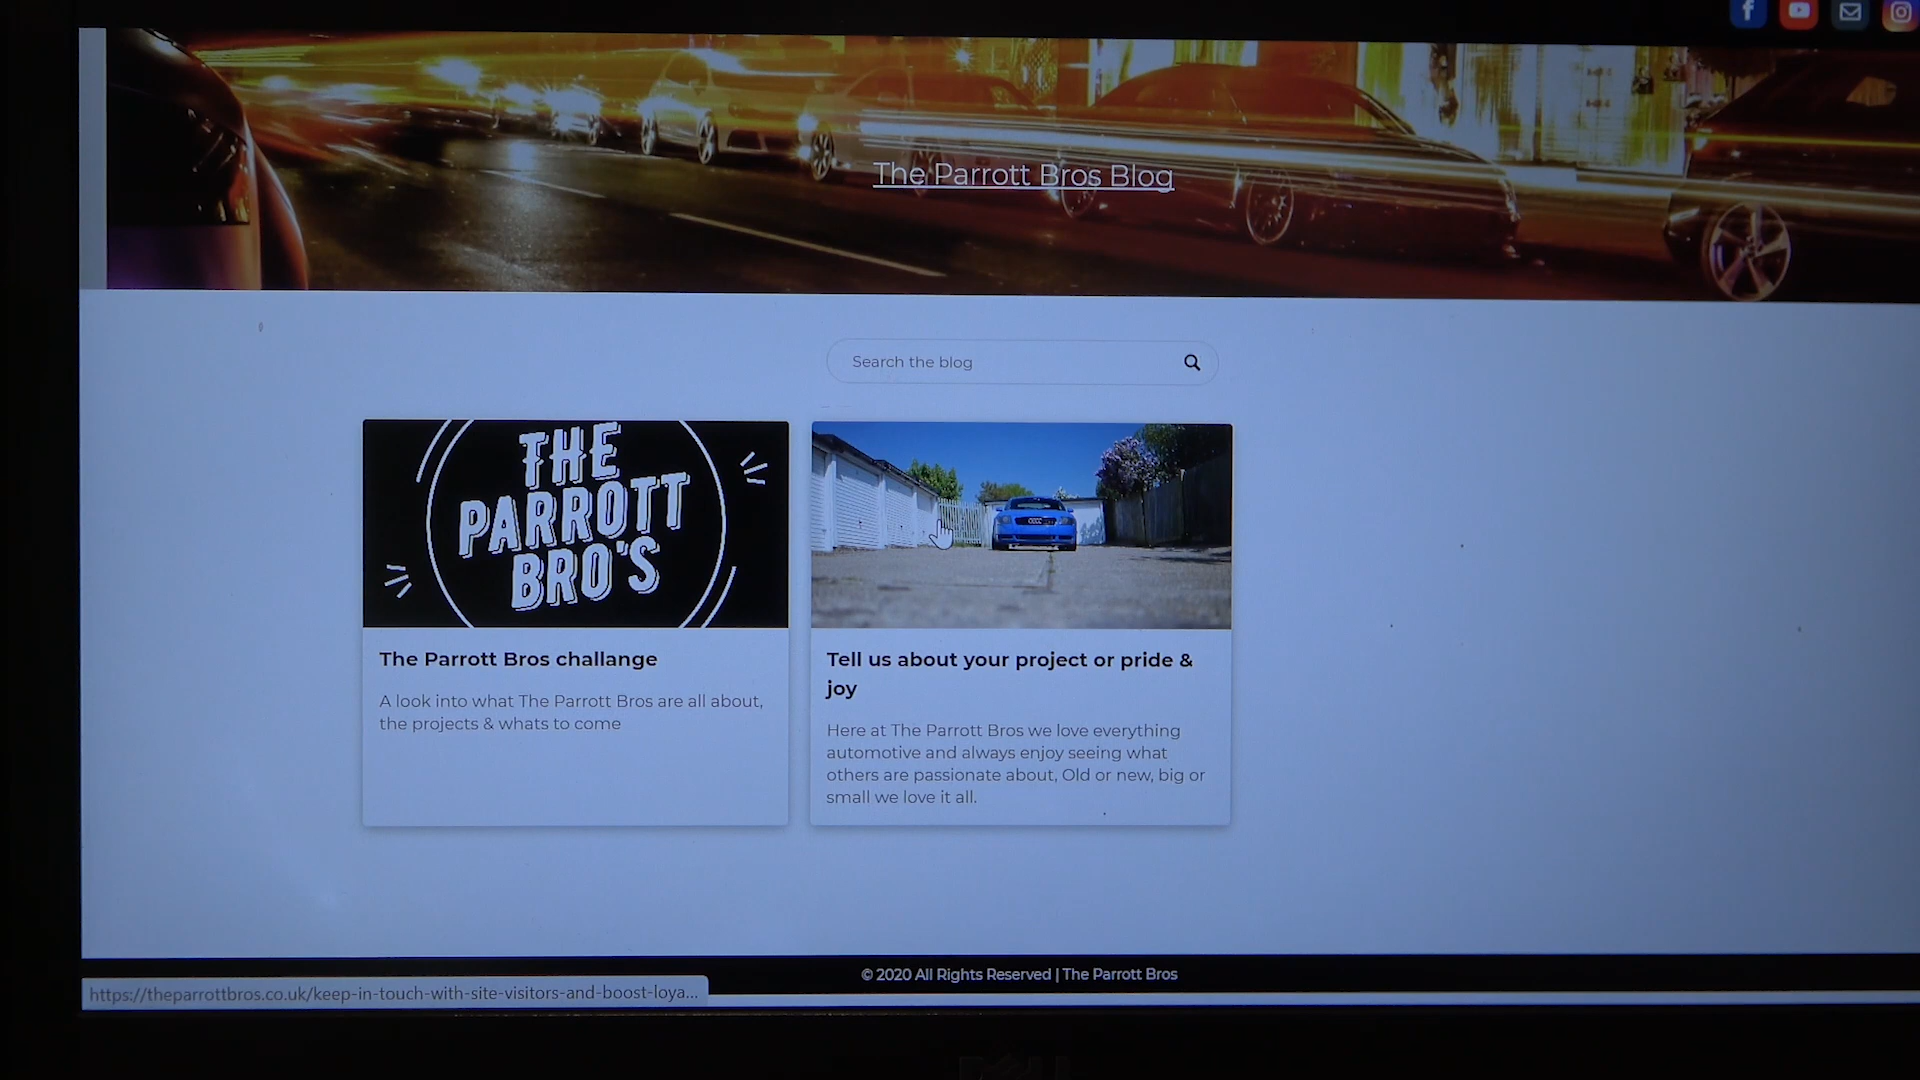 The Parrott Bros Blog
Search the blog
THE
PARROTT
BRO'S
The Parrott Bros challange
A look into what The Parrott Bros are all about,
the projects & whats to come
Tell us about your project or pride &
joy
Here at The Parrott Bros we love everything
automotive and always enjoy seeing what
others are passionate about, Old or new, big or
small we love it all.
© 2020 All Rights Reserved | The Parrott Bros
https://theparrottbros.co.uk/keep-in-touch-with-site-visitors-and-boost-loya...